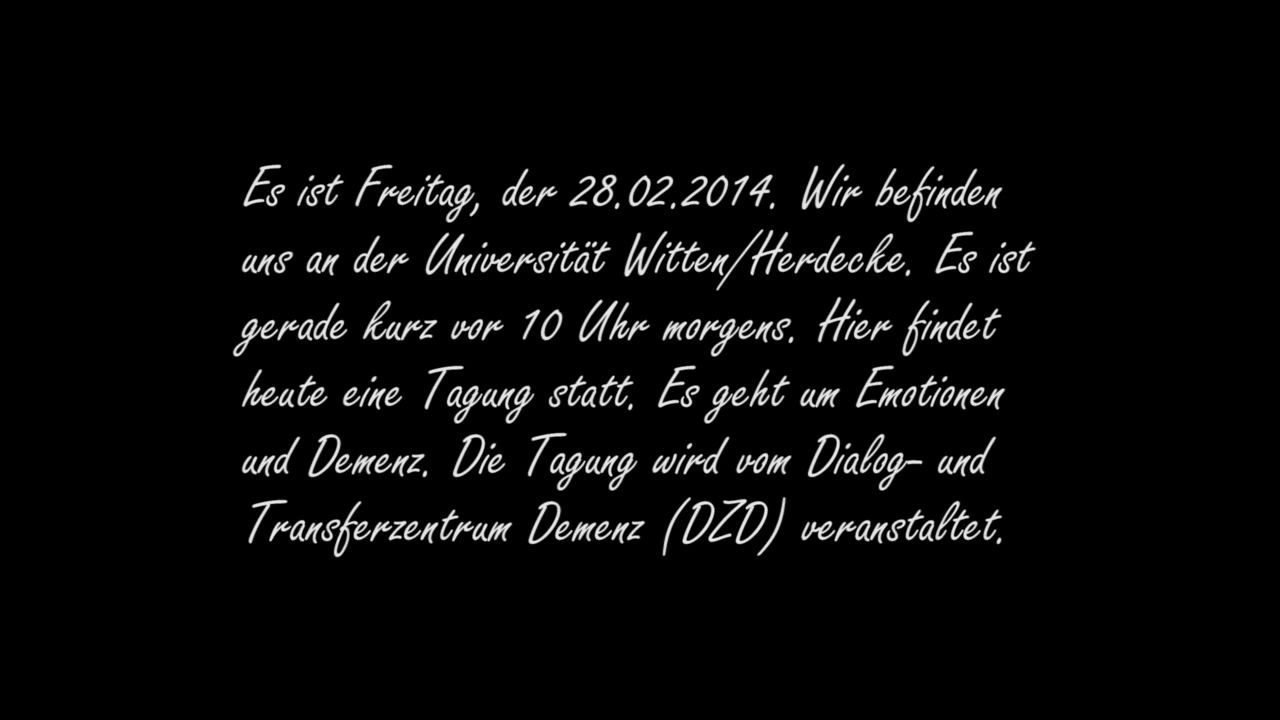 Es ist Freitag, der 28.02.2014. Wir befinden
uns an der Universität Witten/Herdecke. Es ist
gerade kurz vor 10 Uhr morgens. Hier findet
heute eine Tagung statt. Es geht um Emotionen
und Demenz. Die Tagung wird vom Dialog- und
Transferzentrum Demenz (DZD) veranstaltet.